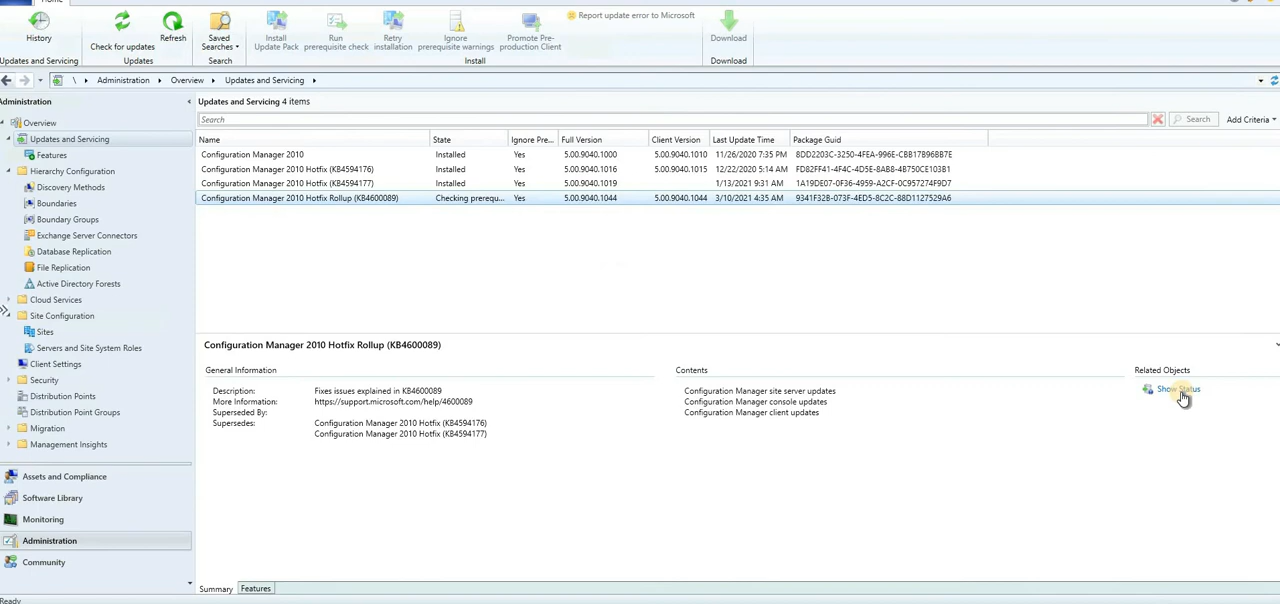 Home
History
Check for updates
Refresh
Saved Searches
Install Update Pack
Run prerequisite check
Retry installation
Ignore prerequisite warnings
Promote Pre-production Client
Report update error to Microsoft
Download
Updates and Servicing
Updates
Search
Install
Download
\ Administration Overview Updates and Servicing
Administration
Overview
Updates and Servicing
Features
Hierarchy Configuration
Discovery Methods
Boundaries
Boundary Groups
Exchange Server Connectors
Database Replication
File Replication
Active Directory Forests
Cloud Services
Site Configuration
Sites
Servers and Site System Roles
Client Settings
Security
Distribution Points
Distribution Point Groups
Migration
Management Insights
Assets and Compliance
Software Library
Monitoring
Administration
Community
Ready
Updates and Servicing 4 items
Search Search Add Criteria
Name State Ignore Pre... Full Version Client Version Last Update Time Package Guid
Configuration Manager 2010 Installed Yes 5.00.9040.1000 5.00.9040.1010 11/26/2020 7:35 PM 8DD2203C-3250-4FEA-996E-CBB17B96BB7E
Configuration Manager 2010 Hotfix (KB4594176) Installed Yes 5.00.9040.1016 5.00.9040.1015 12/22/2020 5:14 AM FD82FF41-4F4C-4D5E-8AB8-4B750CE103B1
Configuration Manager 2010 Hotfix (KB4594177) Installed Yes 5.00.9040.1019 1/13/2021 9:31 AM 1A19DE07-0F36-4959-A2CF-0C957274F9D7
Configuration Manager 2010 Hotfix Rollup (KB4600089) Checking prerequ... Yes 5.00.9040.1044 5.00.9040.1044 3/10/2021 4:35 AM 9341F32B-073F-4ED5-8C2C-88D1127529A6
Configuration Manager 2010 Hotfix Rollup (KB4600089)
General Information
Description: Fixes issues explained in KB4600089
More Information: https://support.microsoft.com/help/4600089
Superseded By:
Supersedes: Configuration Manager 2010 Hotfix (KB4594176)
Configuration Manager 2010 Hotfix (KB4594177)
Contents
Configuration Manager site server updates
Configuration Manager console updates
Configuration Manager client updates
Related Objects
Show Status
Summary Features